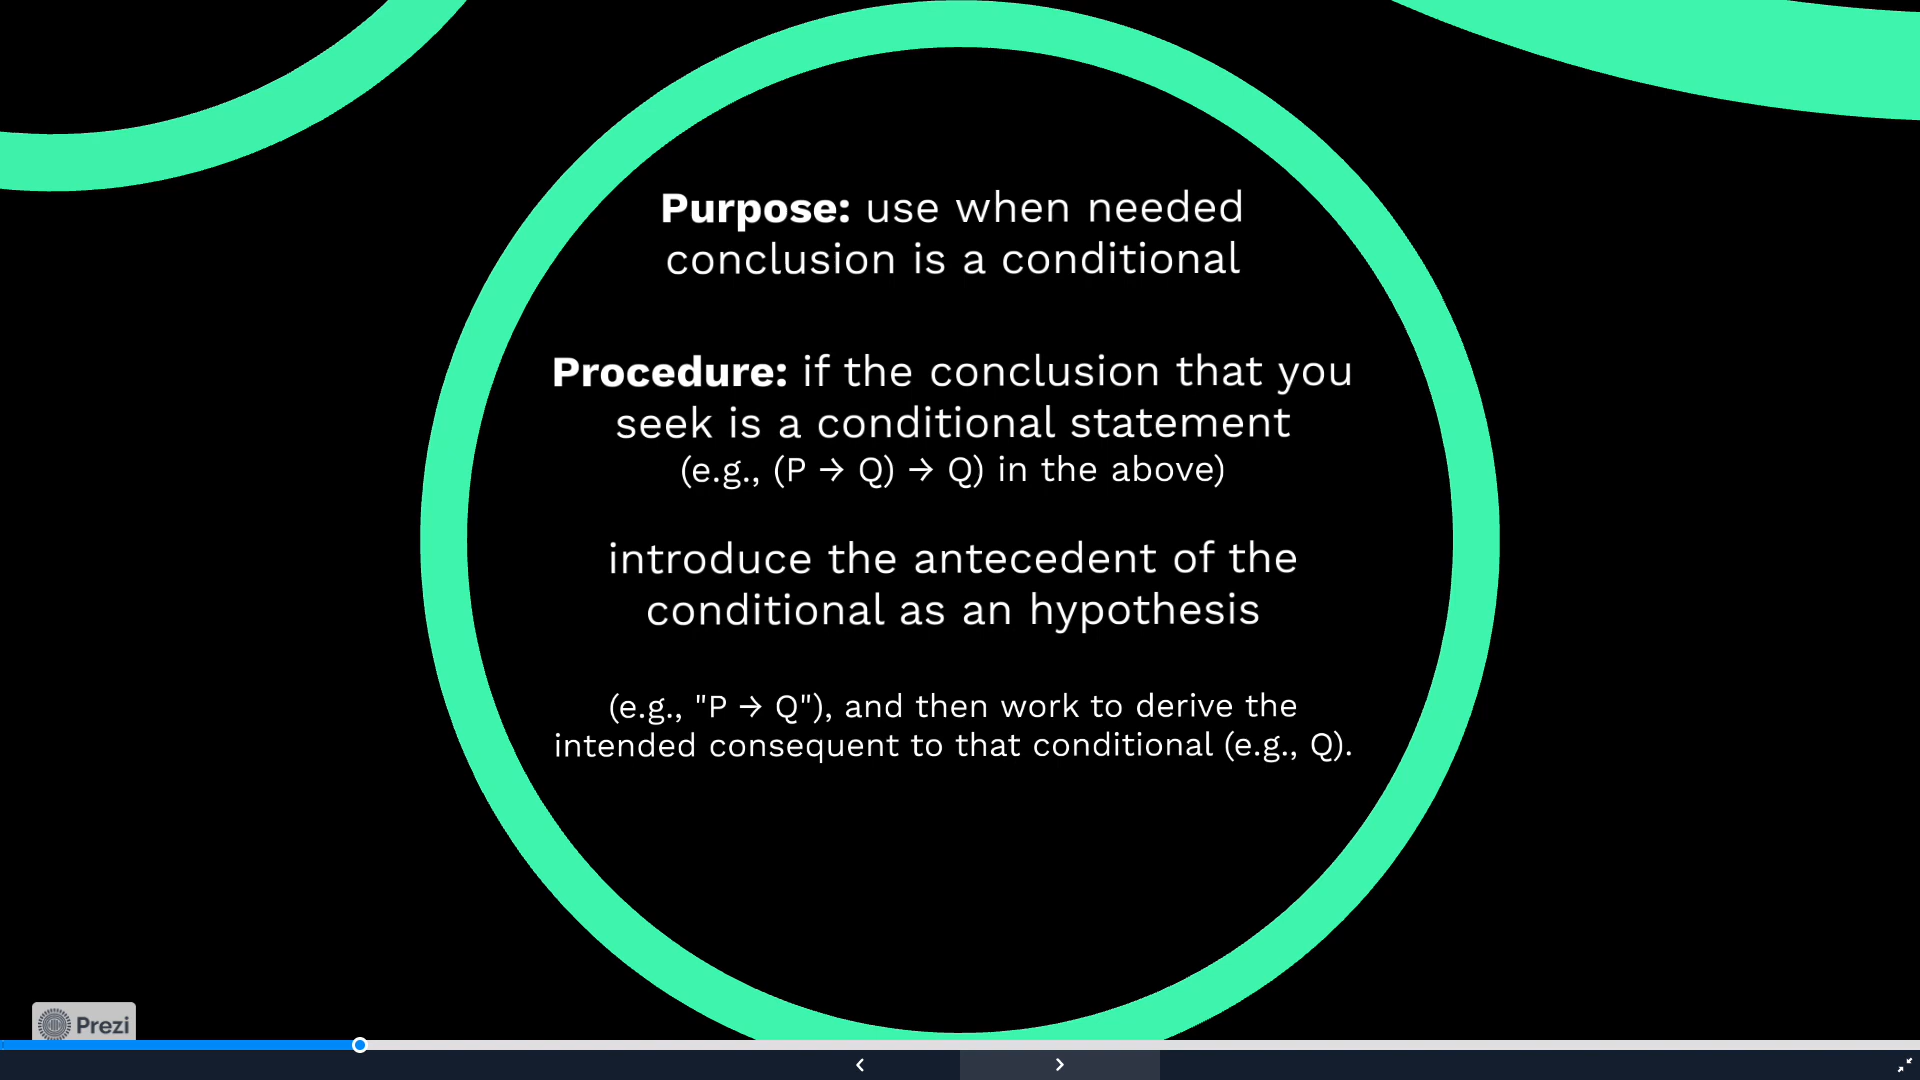 Purpose: use when needed
conclusion is a conditional
Procedure: if the conclusion that you
seek is a conditional statement
(e.g., (P → Q) → Q) in the above)
introduce the antecedent of the
conditional as an hypothesis
(e.g., "P → Q"), and then work to derive the
intended consequent to that conditional (e.g., Q).
Prezi